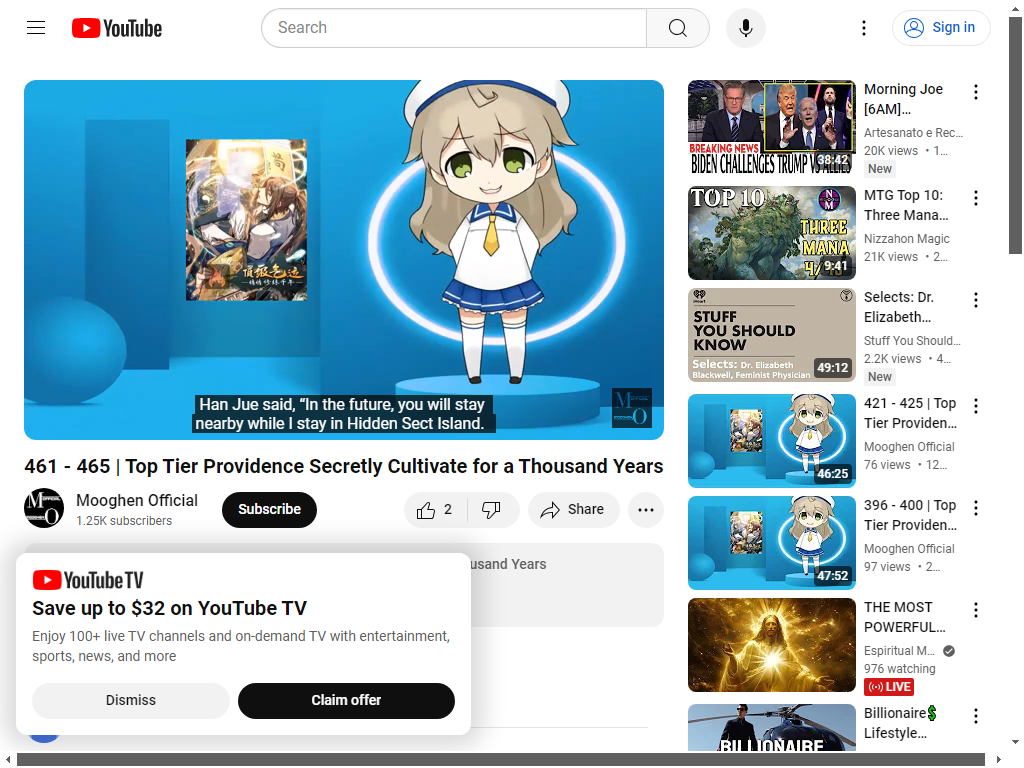 YouTube
Search
Sign in
Han Jue said, “In the future, you will stay
nearby while I stay in Hidden Sect Island.
461 - 465 | Top Tier Providence Secretly Cultivate for a Thousand Years
Mooghen Official
1.25K subscribers
Subscribe
2
Share
usand Years
YouTube TV
Save up to $32 on YouTube TV
Enjoy 100+ live TV channels and on-demand TV with entertainment,
sports, news, and more
Dismiss
Claim offer
BREAKING NEWS
BIDEN CHALLENGES TRUMP VS ALLIES
38:42
Morning Joe
[6AM]...
Artesanato e Rec...
20K views • 1...
New
TOP 10
NM
THREE
MANA
9:41
MTG Top 10:
Three Mana...
Nizzahon Magic
21K views • 2...
iHeart
STUFF
YOU SHOULD
KNOW
Selects: Dr. Elizabeth
Blackwell, Feminist Physician
49:12
Selects: Dr.
Elizabeth...
Stuff You Should...
2.2K views • 4...
New
46:25
421 - 425 | Top
Tier Providen...
Mooghen Official
76 views • 12...
47:52
396 - 400 | Top
Tier Providen...
Mooghen Official
97 views • 2...
THE MOST
POWERFUL...
Espiritual M...
976 watching
LIVE
BILLIONAIRE
Billionaire💲
Lifestyle...